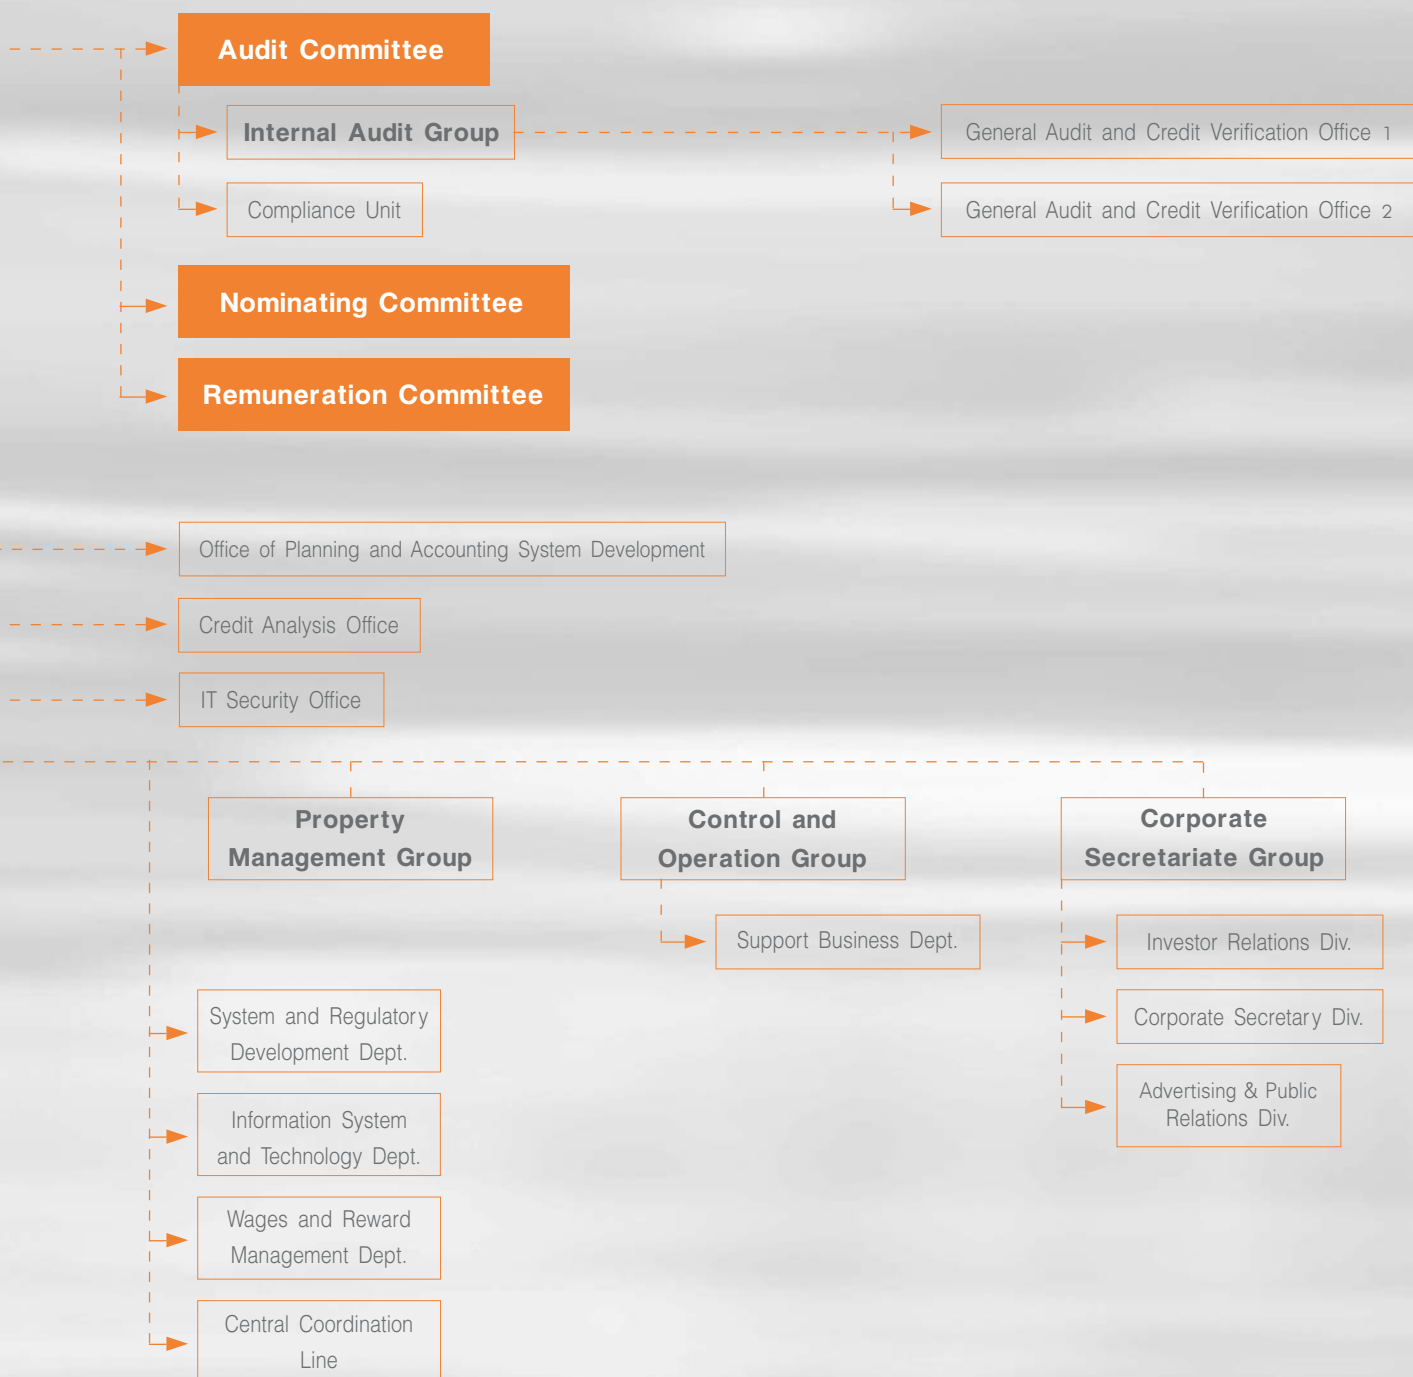 Audit Committee
Internal Audit Group
General Audit and Credit Verification Office 1
Compliance Unit
General Audit and Credit Verification Office 2
Nominating Committee
Remuneration Committee
Office of Planning and Accounting System Development
Credit Analysis Office
IT Security Office
Property
Management Group
Control and
Operation Group
Corporate
Secretariate Group
Support Business Dept.
Investor Relations Div.
Corporate Secretary Div.
Advertising & Public
Relations Div.
System and Regulatory
Development Dept.
Information System
and Technology Dept.
Wages and Reward
Management Dept.
Central Coordination
Line